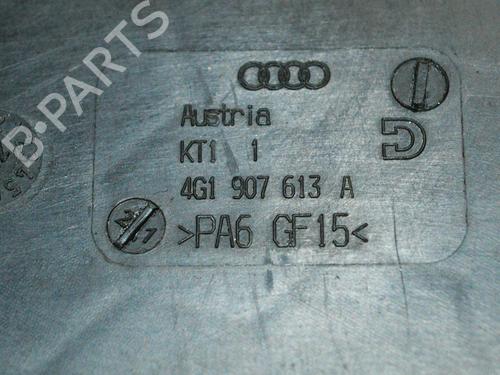 B-PARTS
Austria
KT1 1
4G1 907 613 A
>PA6 GF15<